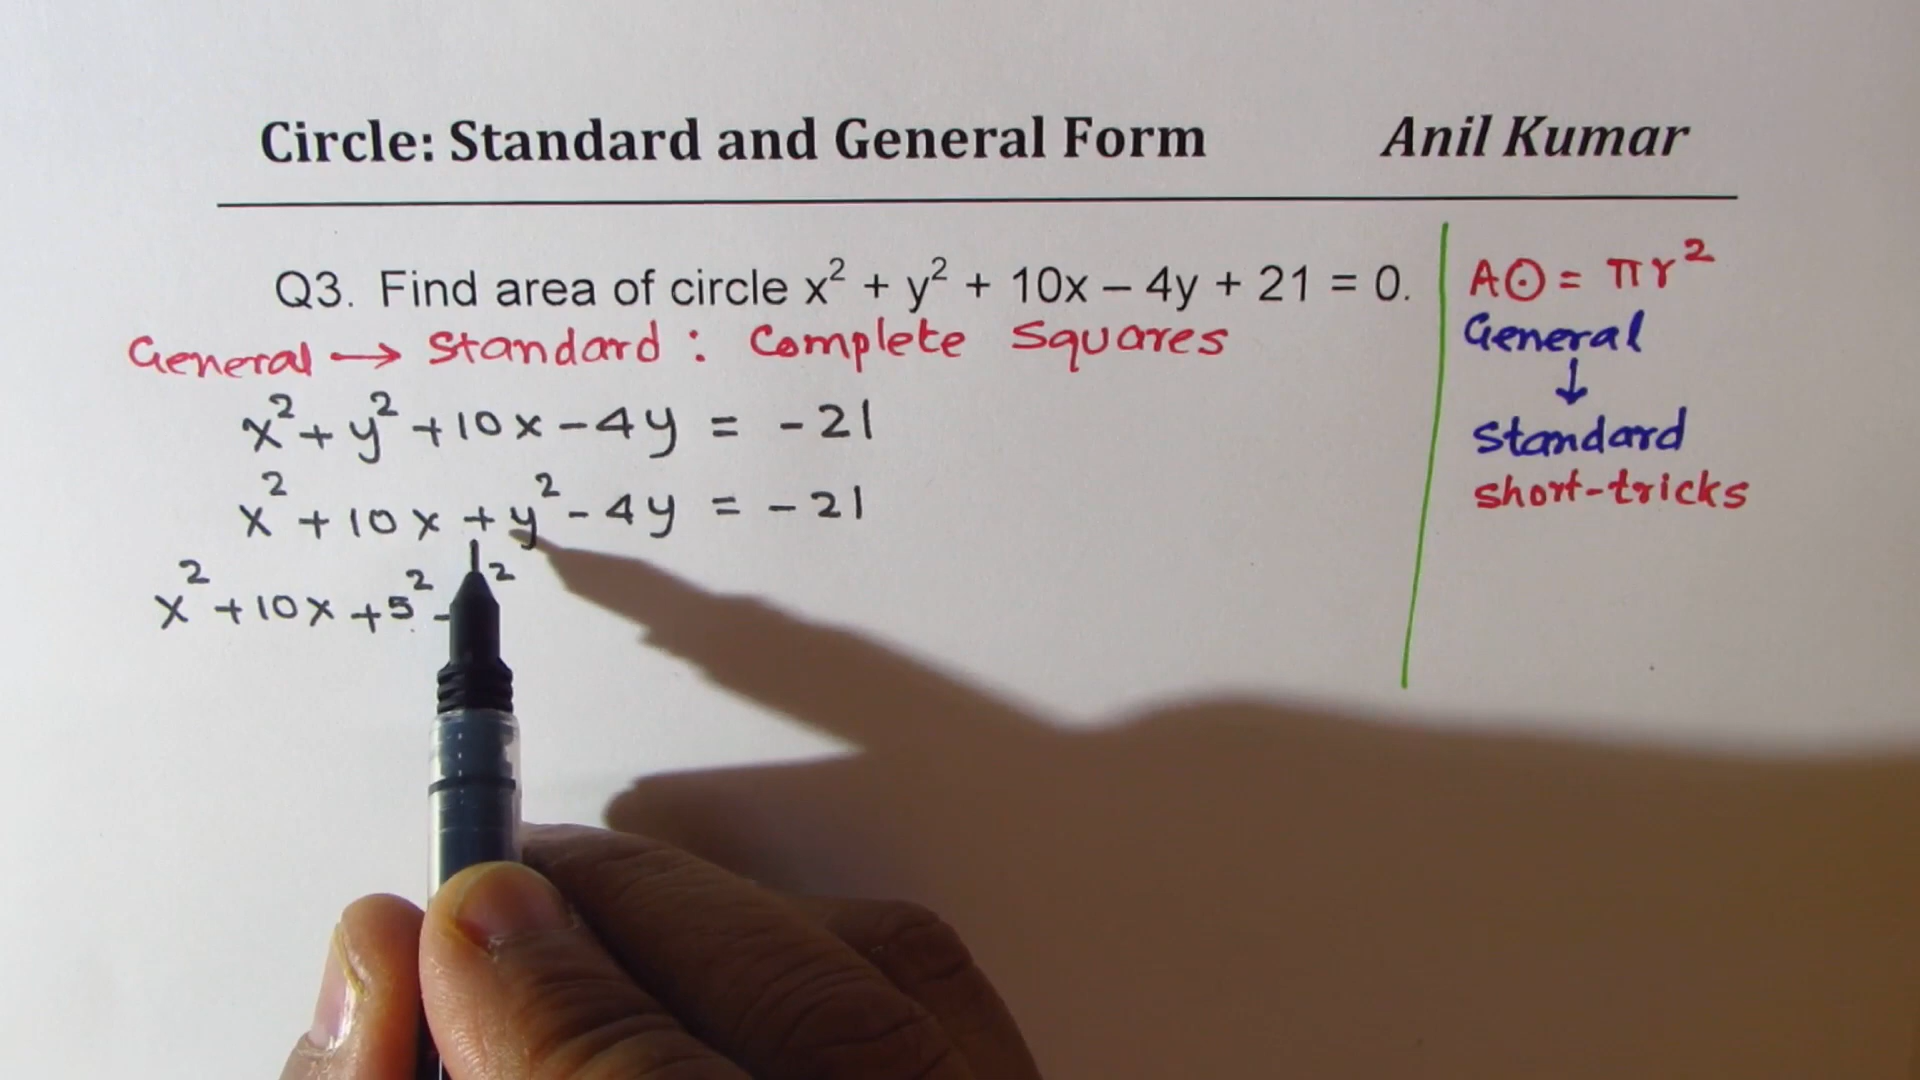 Circle: Standard and General Form Anil Kumar
Q3. Find area of circle x² + y² + 10x – 4y + 21 = 0.
General → Standard : Complete Squares
x² + y² + 10x - 4y = -21
x² + 10x + y² - 4y = -21
x² + 10x + 5² - ²
A⊙ = πr²
General
↓
Standard
short-tricks